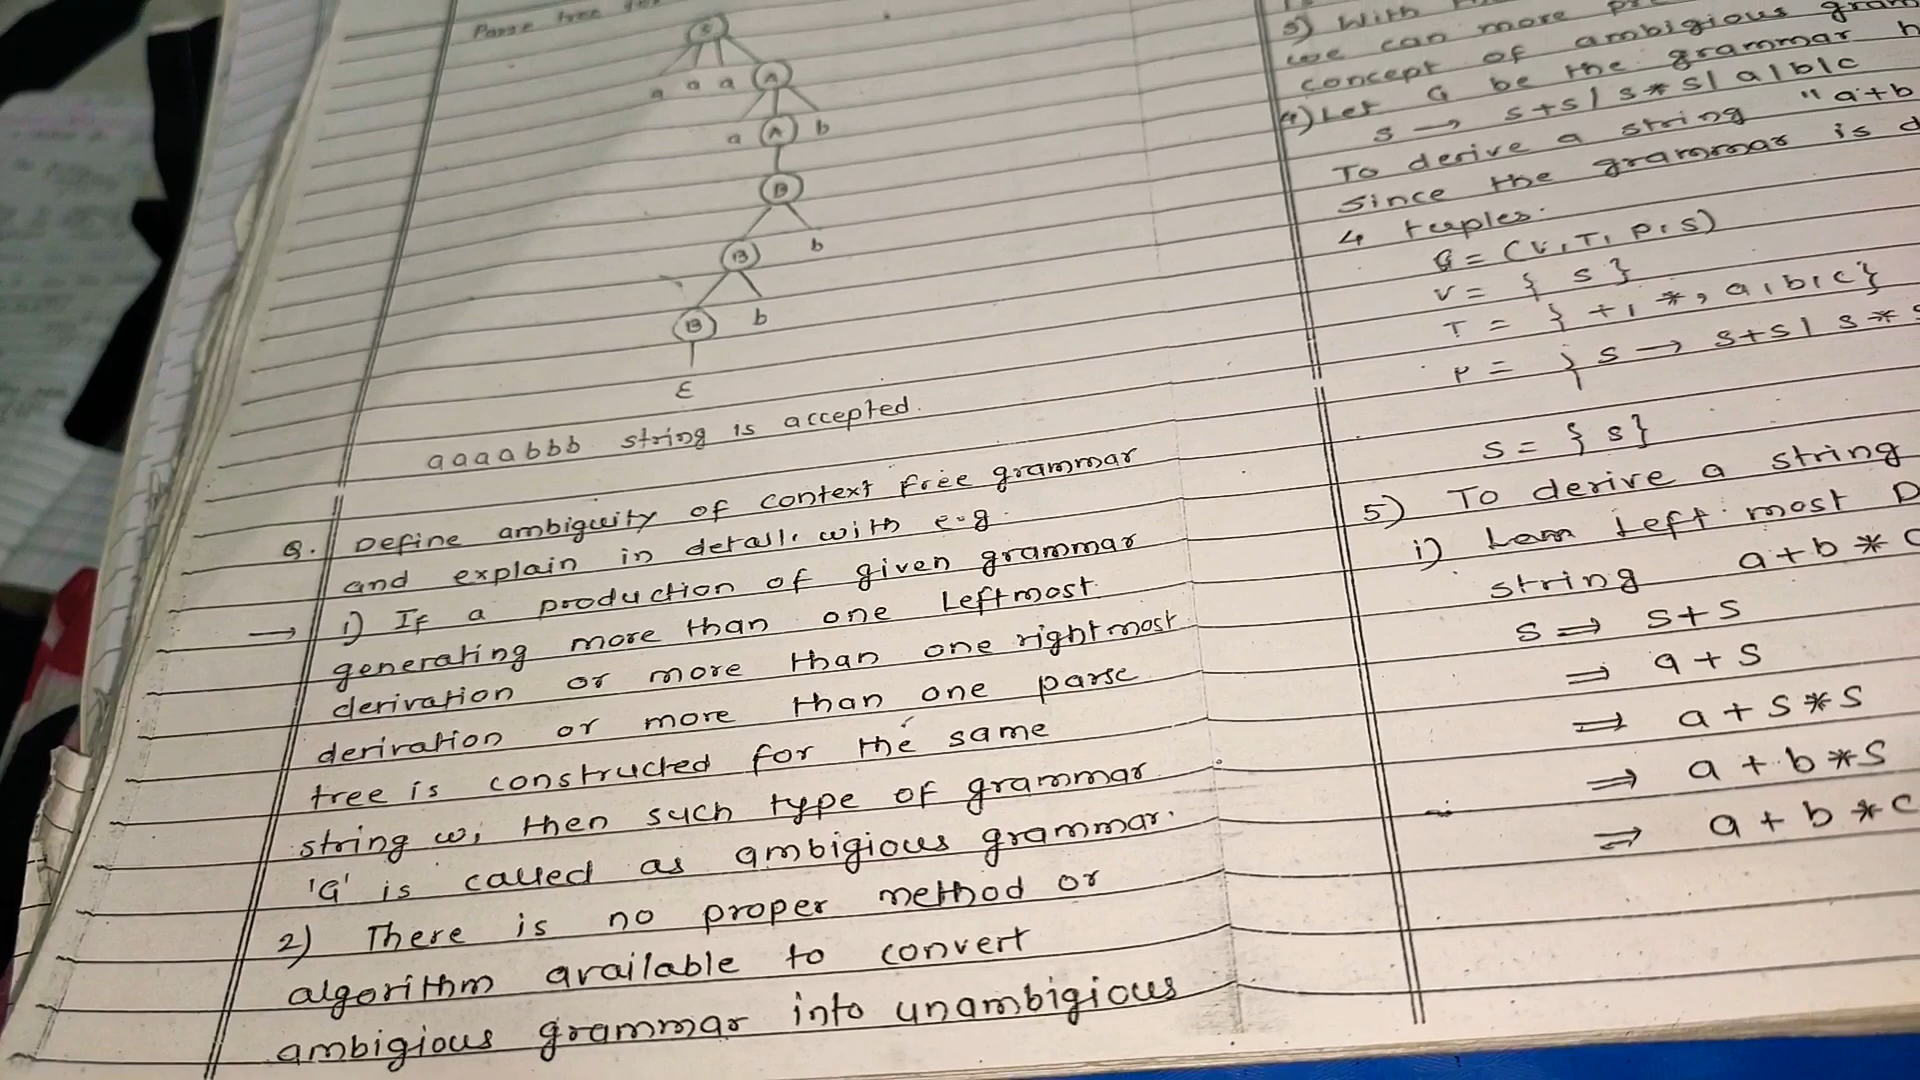 Parse tree
S
a a a A
a A b
B
B b
B b
ε
aaaabbb string is accepted.
Q. Define ambiguity of context free grammar
and explain in detail. with e.g.
→ 1) If a production of given grammar
generating more than one leftmost
derivation or more than one rightmost
derivation or more than one parse
tree is constructed for the same
string w, then such type of grammar
'G' is called as ambigious grammar.
2) There is no proper method or
algorithm available to convert
ambigious grammar into unambigious
3) With
we can more
concept of ambigious
4) Let G be the grammar
S → S+S | S*S | a|b|c
To derive a string "a+b
Since the grammar is
4 tuples.
G = (V, T, P, S)
V = { S }
T = { +, *, a, b, c }
P = { S → S+S | S*
S = { S }
5) To derive a string
i) Left most
string a+b*c
S ⇒ S+S
⇒ a+S
⇒ a+S*S
⇒ a+b*S
⇒ a+b*c